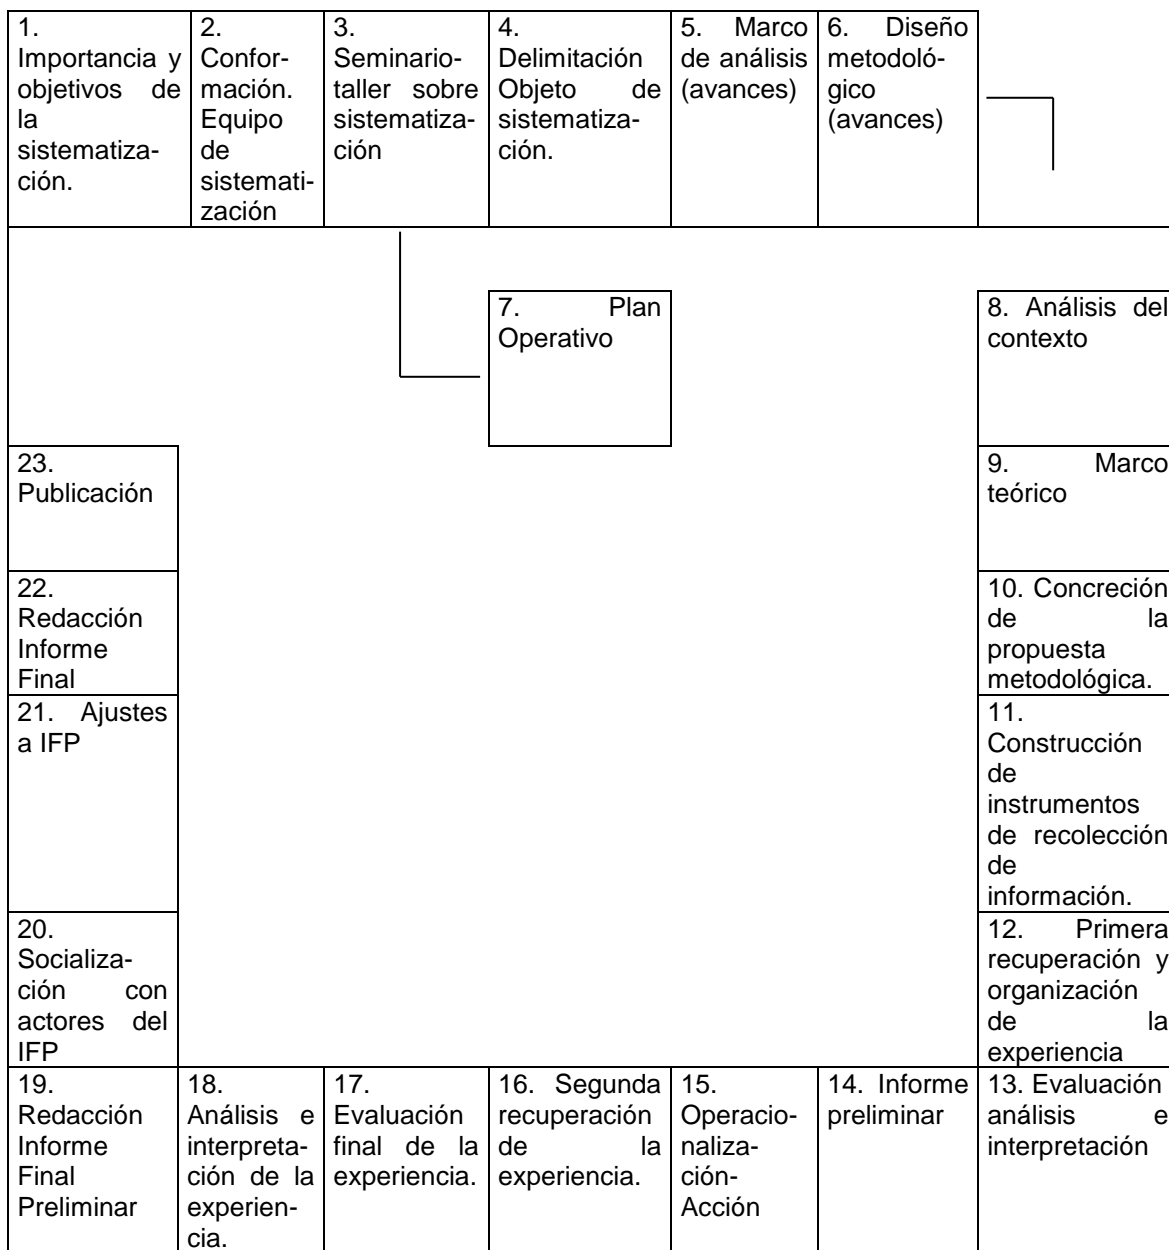 1.
Importancia y
objetivos de
la
sistematiza-
ción.
2.
Confor-
mación.
Equipo
de
sistemati-
zación
3.
Seminario-
taller sobre
sistematiza-
ción
4.
Delimitación
Objeto de
sistematiza-
ción.
5. Marco
de análisis
(avances)
6. Diseño
metodoló-
gico
(avances)
7. Plan
Operativo
8. Análisis del
contexto
23.
Publicación
9. Marco
teórico
22.
Redacción
Informe
Final
10. Concreción
de la
propuesta
metodológica.
21. Ajustes
a IFP
11.
Construcción
de
instrumentos
de recolección
de
información.
20.
Socializa-
ción con
actores del
IFP
12. Primera
recuperación y
organización
de la
experiencia
19.
Redacción
Informe
Final
Preliminar
18.
Análisis e
interpreta-
ción de la
experien-
cia.
17.
Evaluación
final de la
experiencia.
16. Segunda
recuperación
de la
experiencia.
15.
Operacio-
naliza-
ción-
Acción
14. Informe
preliminar
13. Evaluación
análisis e
interpretación